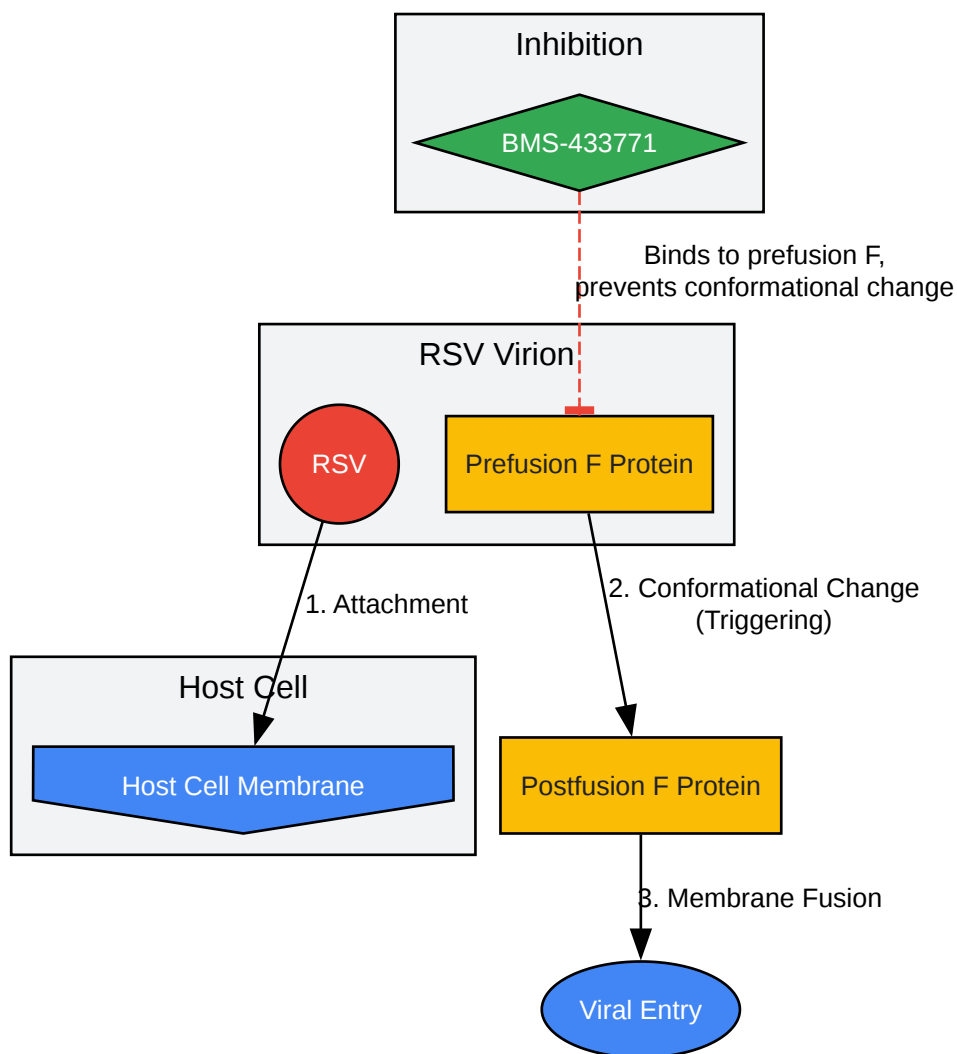 Inhibition
BMS-433771
Binds to prefusion F,
prevents conformational change
RSV Virion
RSV
Prefusion F Protein
1. Attachment
2. Conformational Change
(Triggering)
Host Cell
Host Cell Membrane
Postfusion F Protein
3. Membrane Fusion
Viral Entry